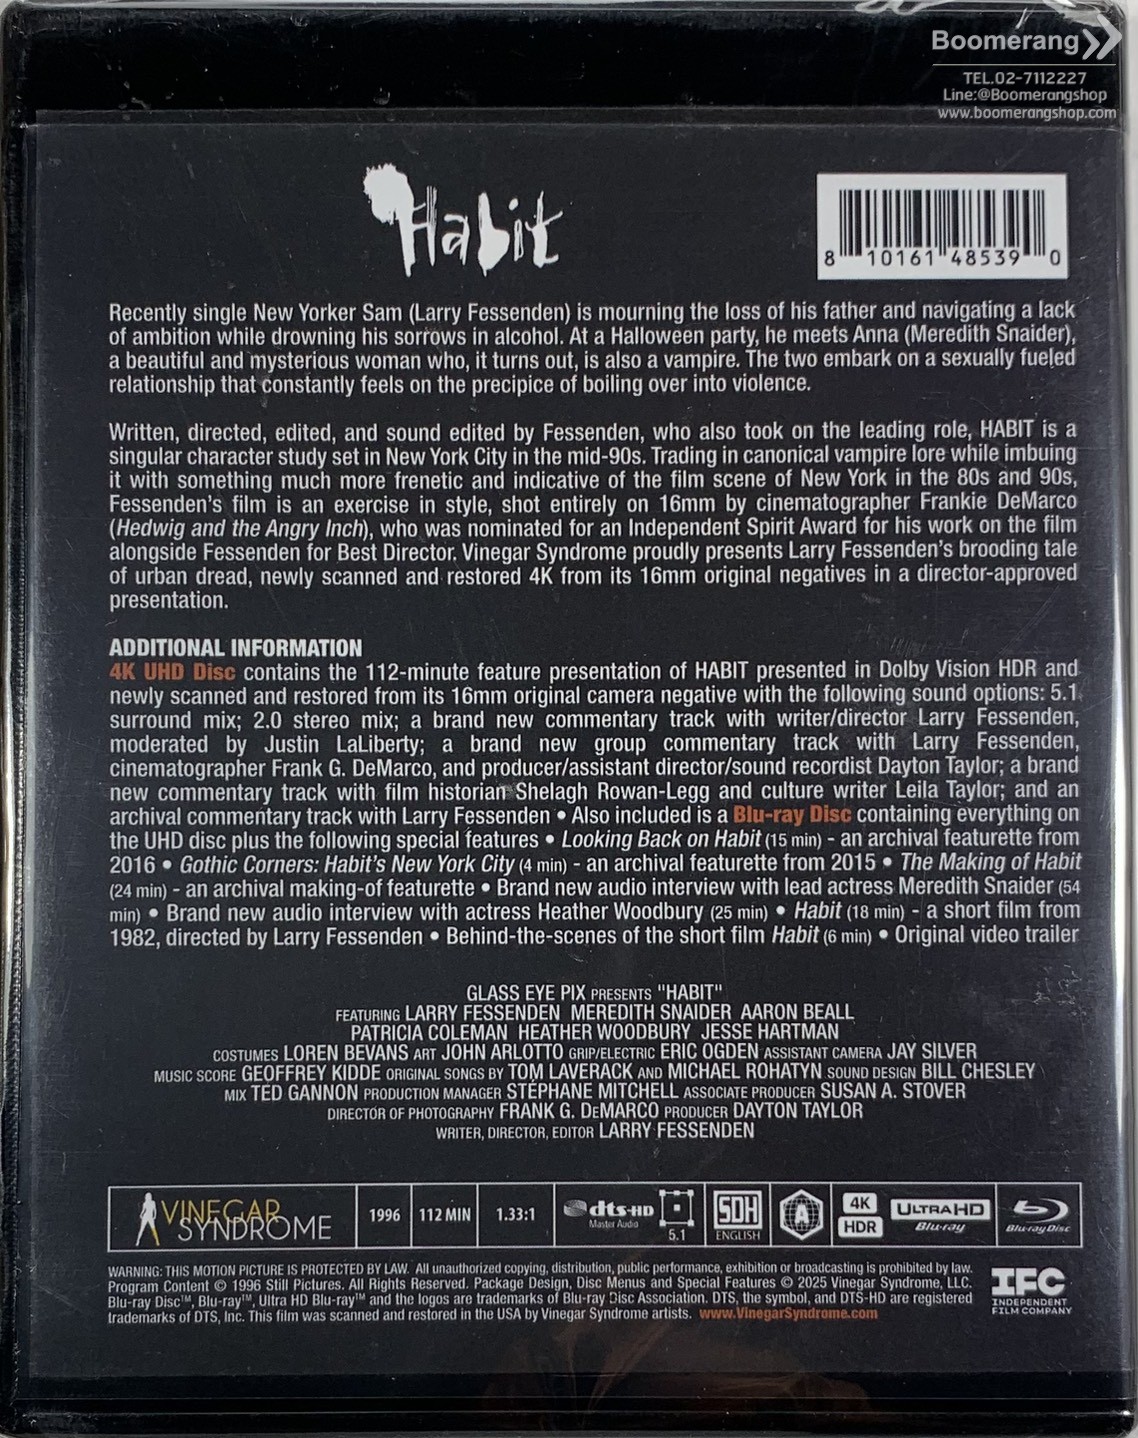 Boomerang
TEL.02-7112227
Line:@Boomerangshop
www.boomerangshop.com
Habit
8 10161 48539 0
Recently single New Yorker Sam (Larry Fessenden) is mourning the loss of his father and navigating a lack
of ambition while drowning his sorrows in alcohol. At a Halloween party, he meets Anna (Meredith Snaider),
a beautiful and mysterious woman who, it turns out, is also a vampire. The two embark on a sexually fueled
relationship that constantly feels on the precipice of boiling over into violence.
Written, directed, edited, and sound edited by Fessenden, who also took on the leading role, HABIT is a
singular character study set in New York City in the mid-90s. Trading in canonical vampire lore while imbuing
it with something much more frenetic and indicative of the film scene of New York in the 80s and 90s,
Fessenden's film is an exercise in style, shot entirely on 16mm by cinematographer Frankie DeMarco
(Hedwig and the Angry Inch), who was nominated for an Independent Spirit Award for his work on the film
alongside Fessenden for Best Director. Vinegar Syndrome proudly presents Larry Fessenden's brooding tale
of urban dread, newly scanned and restored 4K from its 16mm original negatives in a director-approved
presentation.
ADDITIONAL INFORMATION
4K UHD Disc contains the 112-minute feature presentation of HABIT presented in Dolby Vision HDR and
newly scanned and restored from its 16mm original camera negative with the following sound options: 5.1
surround mix; 2.0 stereo mix; a brand new commentary track with writer/director Larry Fessenden,
moderated by Justin LaLiberty; a brand new group commentary track with Larry Fessenden,
cinematographer Frank G. DeMarco, and producer/assistant director/sound recordist Dayton Taylor; a brand
new commentary track with film historian Shelagh Rowan-Legg and culture writer Leila Taylor; and an
archival commentary track with Larry Fessenden • Also included is a Blu-ray Disc containing everything on
the UHD disc plus the following special features • Looking Back on Habit (15 min) - an archival featurette from
2016 • Gothic Corners: Habit's New York City (4 min) - an archival featurette from 2015 • The Making of Habit
(24 min) - an archival making-of featurette • Brand new audio interview with lead actress Meredith Snaider (54
min) • Brand new audio interview with actress Heather Woodbury (25 min) • Habit (18 min) - a short film from
1982, directed by Larry Fessenden • Behind-the-scenes of the short film Habit (6 min) • Original video trailer
GLASS EYE PIX PRESENTS "HABIT"
FEATURING LARRY FESSENDEN MEREDITH SNAIDER AARON BEALL
PATRICIA COLEMAN HEATHER WOODBURY JESSE HARTMAN
COSTUMES LOREN BEVANS ART JOHN ARLOTTO GRIP/ELECTRIC ERIC OGDEN ASSISTANT CAMERA JAY SILVER
MUSIC SCORE GEOFFREY KIDDE ORIGINAL SONGS BY TOM LAVERACK AND MICHAEL ROHATYN SOUND DESIGN BILL CHESLEY
MIX TED GANNON PRODUCTION MANAGER STÉPHANE MITCHELL ASSOCIATE PRODUCER SUSAN A. STOVER
DIRECTOR OF PHOTOGRAPHY FRANK G. DeMARCO PRODUCER DAYTON TAYLOR
WRITER, DIRECTOR, EDITOR LARRY FESSENDEN
VINEGAR SYNDROME 1996 112 MIN 1.33:1 dts-HD Master Audio 5.1 SDH ENGLISH A 4K HDR ULTRA HD Blu-ray Blu-ray Disc
WARNING: THIS MOTION PICTURE IS PROTECTED BY LAW. All unauthorized copying, distribution, public performance, exhibition or broadcasting is prohibited by law.
Program Content © 1996 Still Pictures. All Rights Reserved. Package Design, Disc Menus and Special Features © 2025 Vinegar Syndrome, LLC.
Blu-ray Disc™, Blu-ray™, Ultra HD Blu-ray™ and the logos are trademarks of Blu-ray Disc Association. DTS, the symbol, and DTS-HD are registered
trademarks of DTS, Inc. This film was scanned and restored in the USA by Vinegar Syndrome artists. www.VinegarSyndrome.com
IFC
INDEPENDENT
FILM COMPANY